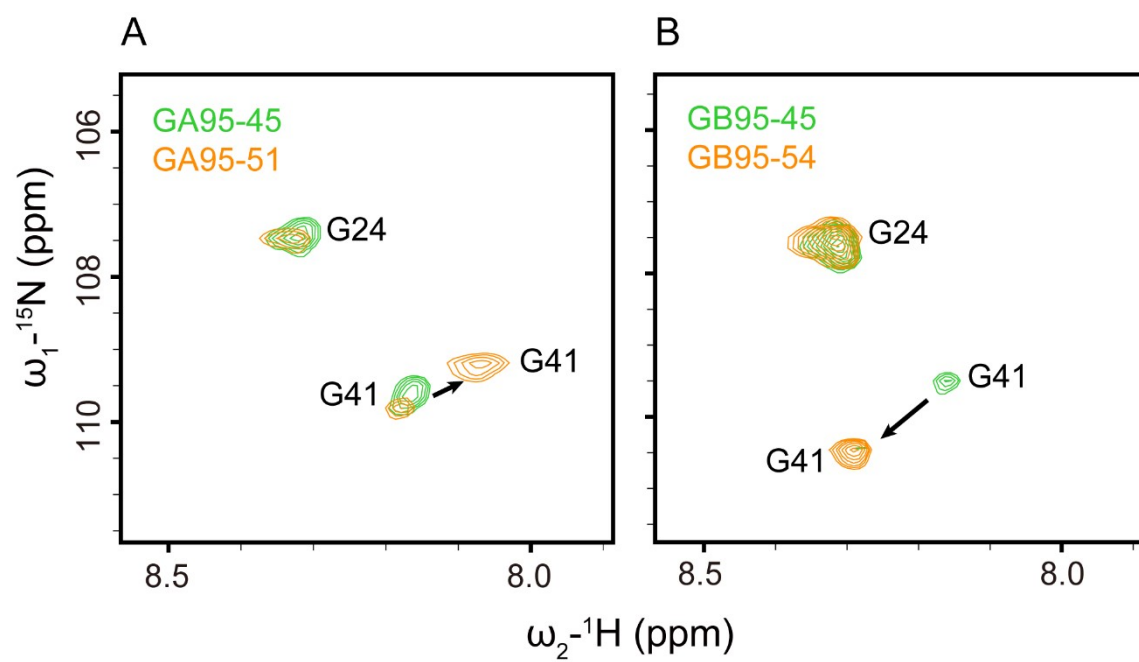 A
GA95-45
GA95-51
G24
G41
G41
106
108
110
8.5
8.0
B
GB95-45
GB95-54
G24
G41
G41
8.5
8.0
ω₁-¹⁵N (ppm)
ω₂-¹H (ppm)